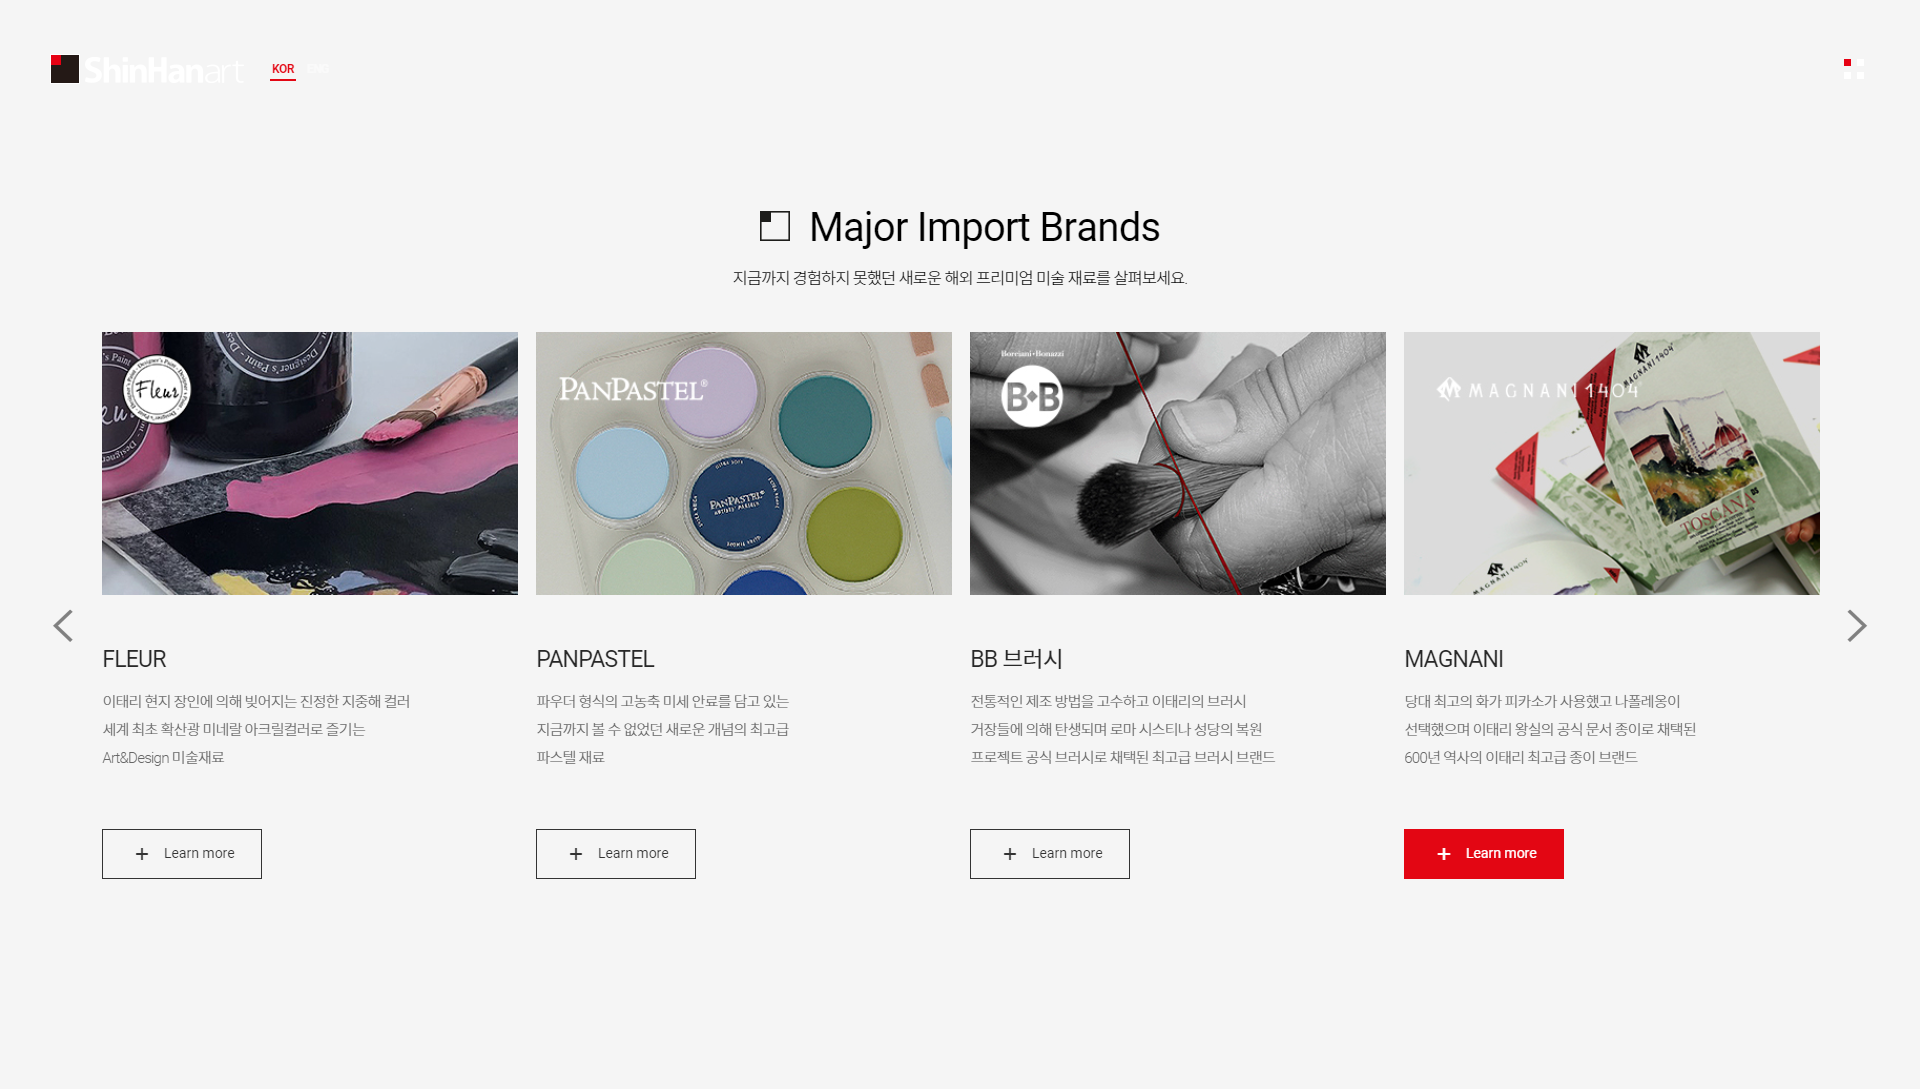 ShinHanart
KOR
Major Import Brands
지금까지 경험하지 못했던 새로운 해외 프리미엄 미술 재료를 살펴보세요.
Fleur
Designer's Paint
PANPASTEL®
PANPASTEL®
Borciani•Bonazzi
B•B
MAGNANI 1404
MAGNANI 1404
TOSCANA
MAGNANI 1404
FLEUR
이태리 현지 장인에 의해 빚어지는 진정한 지중해 컬러
세계 최초 확산광 미네랄 아크릴컬러로 즐기는
Art&Design 미술재료
+ Learn more
PANPASTEL
파우더 형식의 고농축 미세 안료를 담고 있는
지금까지 볼 수 없었던 새로운 개념의 최고급
파스텔 재료
+ Learn more
BB 브러시
전통적인 제조 방법을 고수하고 이태리의 브러시
거장들에 의해 탄생되며 로마 시스티나 성당의 복원
프로젝트 공식 브러시로 채택된 최고급 브러시 브랜드
+ Learn more
MAGNANI
당대 최고의 화가 피카소가 사용했고 나폴레옹이
선택했으며 이태리 왕실의 공식 문서 종이로 채택된
600년 역사의 이태리 최고급 종이 브랜드
+ Learn more